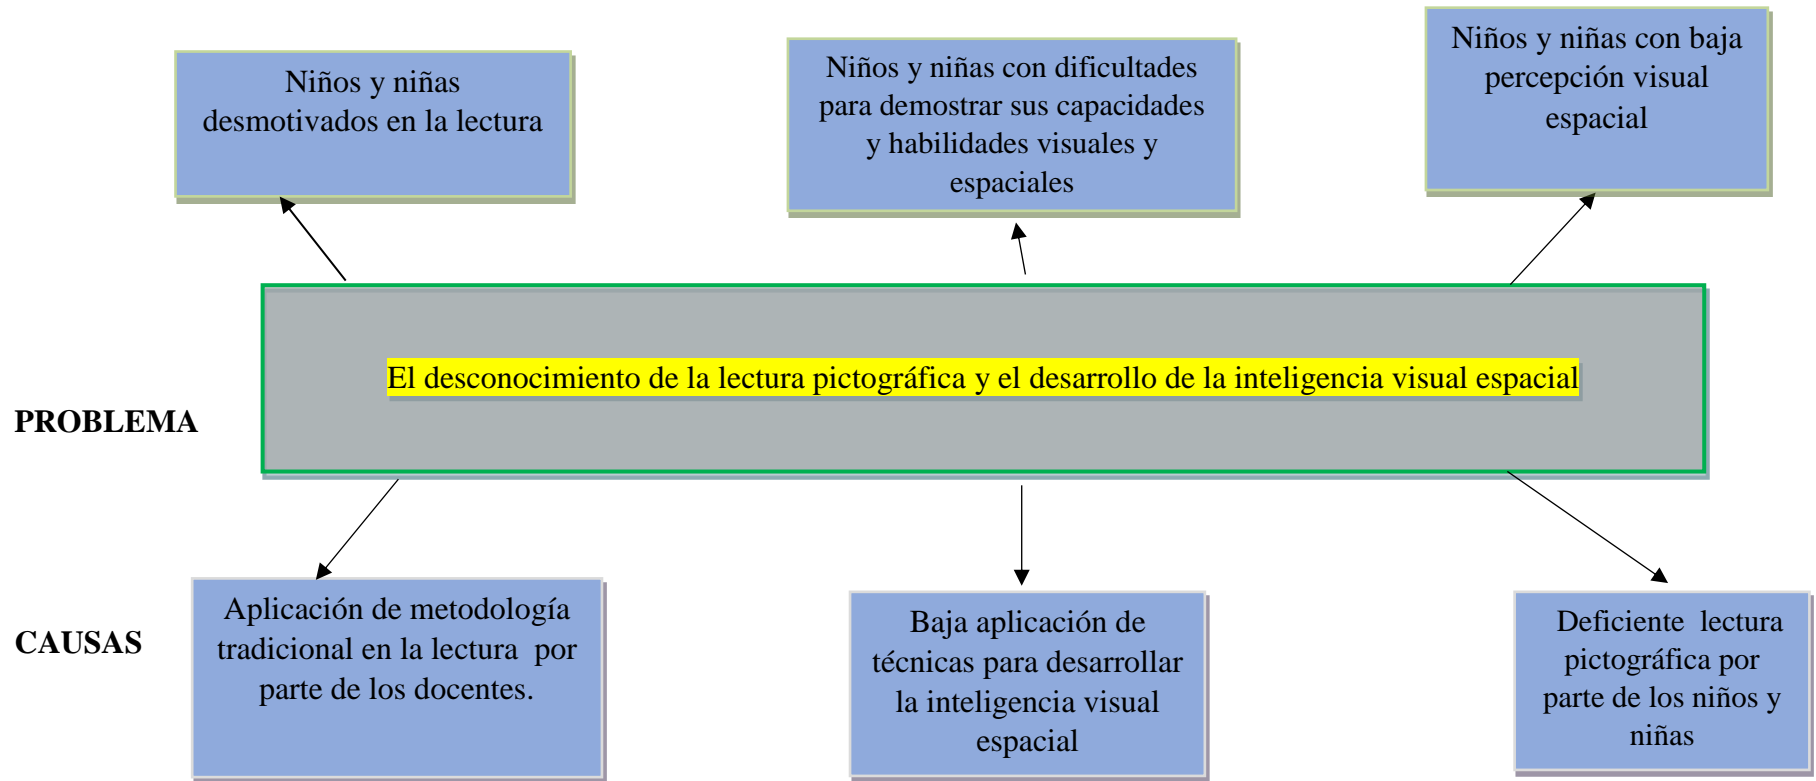 Niños y niñas
desmotivados en la lectura
Niños y niñas con dificultades
para demostrar sus capacidades
y habilidades visuales y
espaciales
Niños y niñas con baja
percepción visual
espacial
El desconocimiento de la lectura pictográfica y el desarrollo de la inteligencia visual espacial
PROBLEMA
CAUSAS
Aplicación de metodología
tradicional en la lectura por
parte de los docentes.
Baja aplicación de
técnicas para desarrollar
la inteligencia visual
espacial
Deficiente lectura
pictográfica por
parte de los niños y
niñas